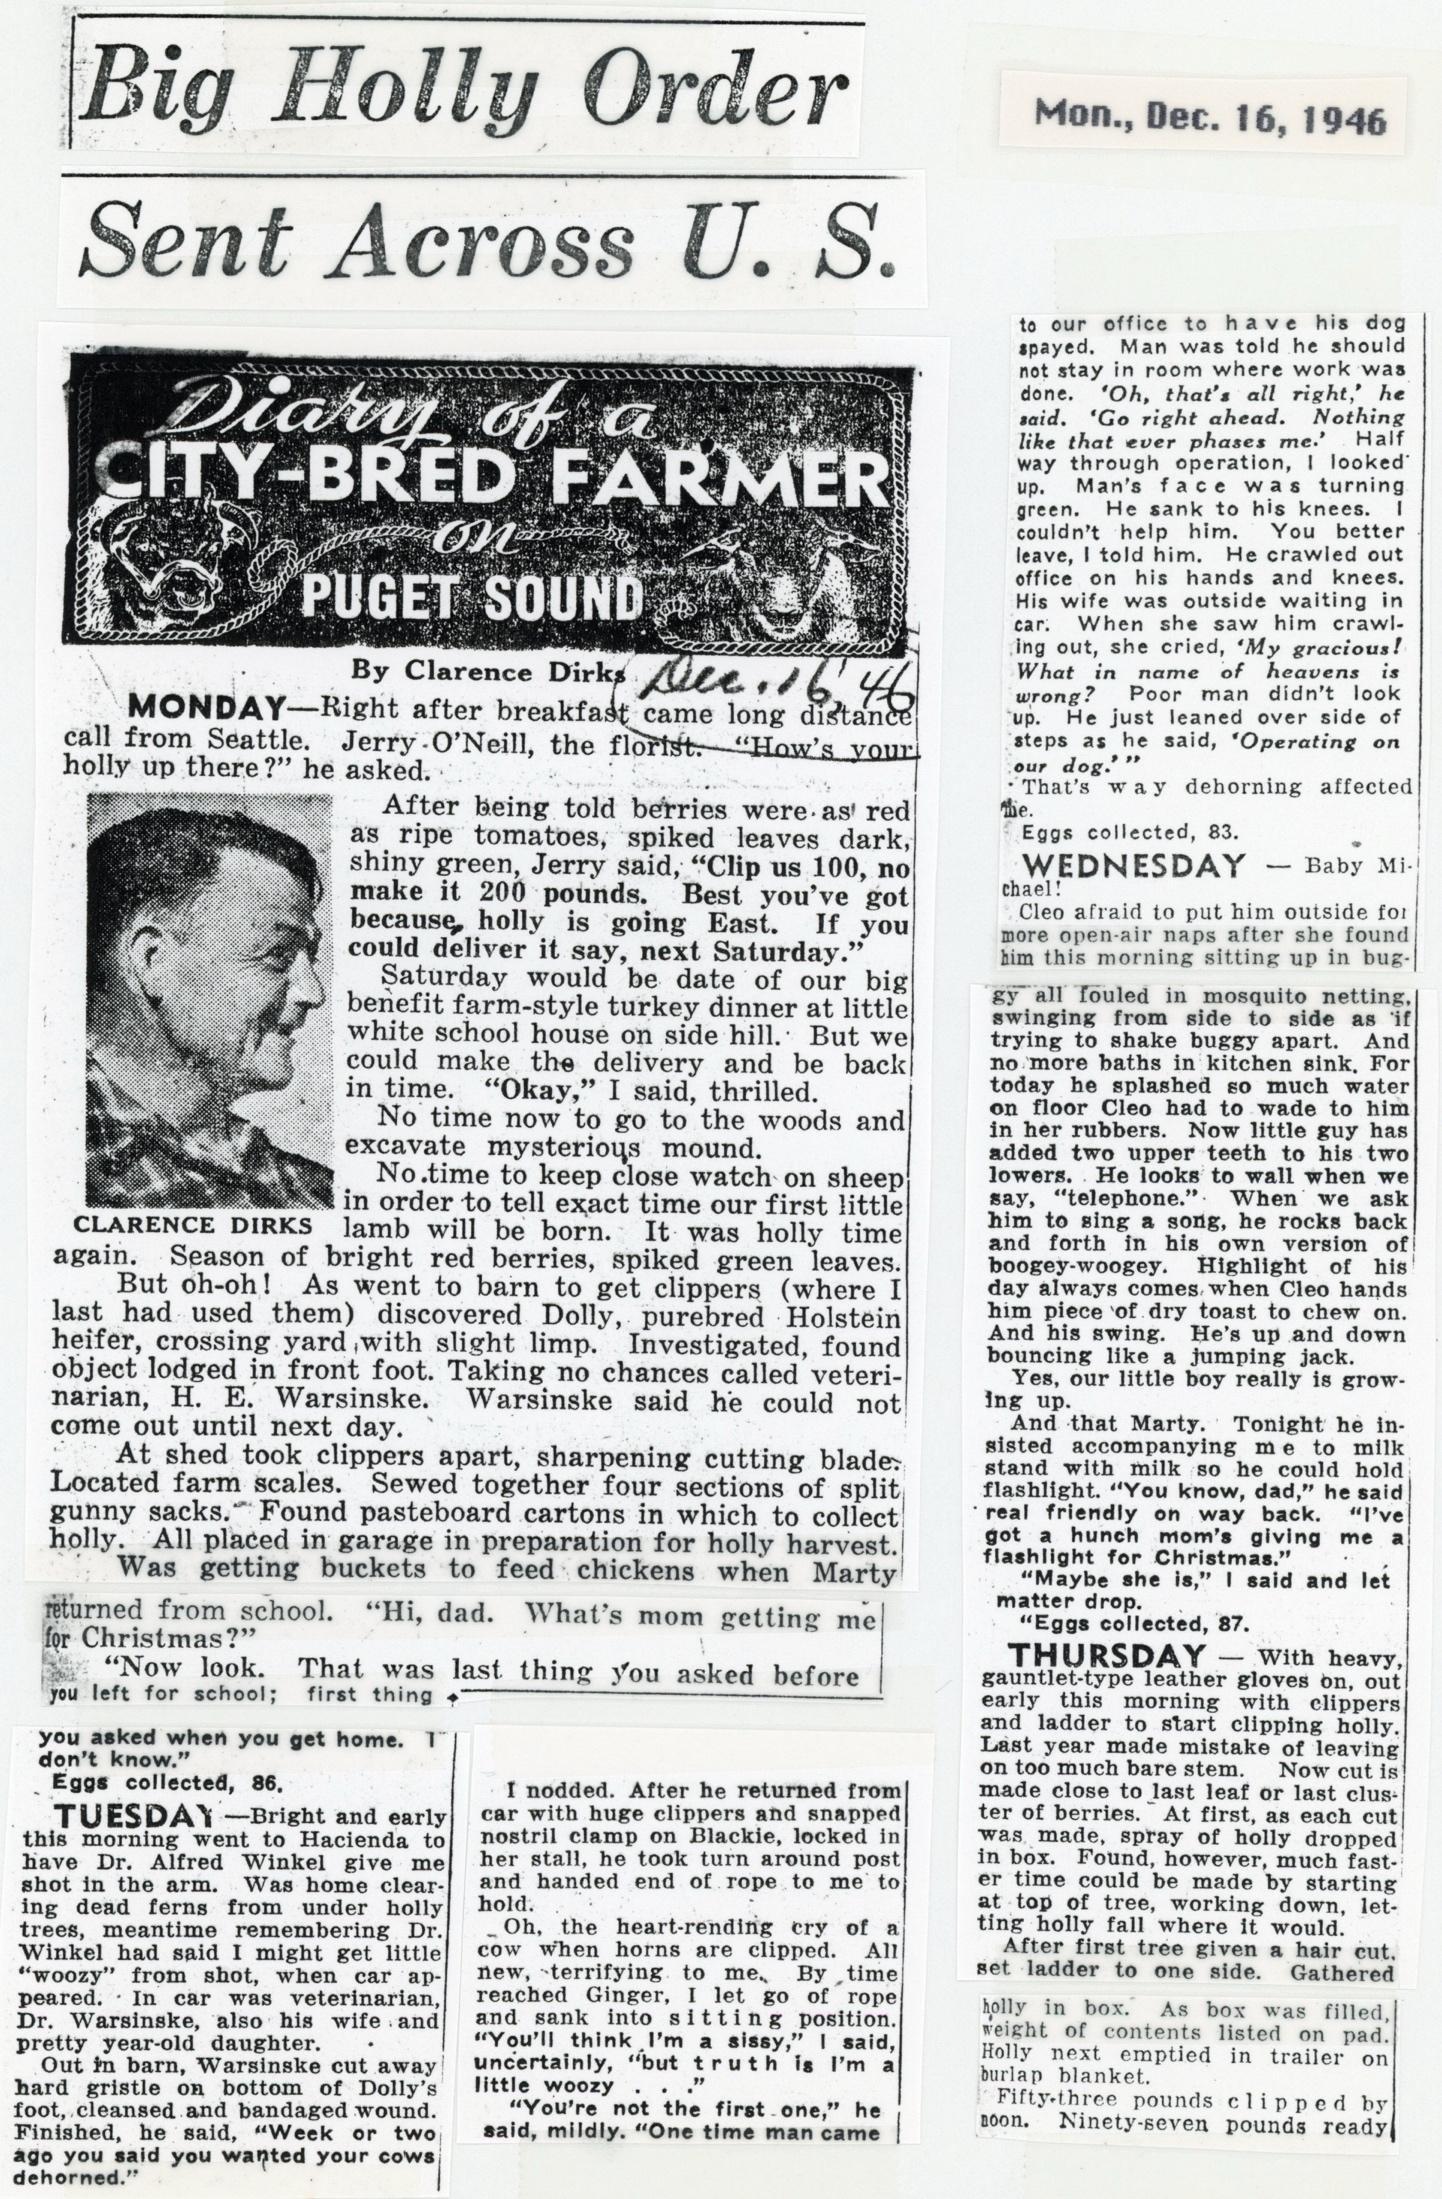 Big Holly Order
Sent Across U. S.
Mon., Dec. 16, 1946
Diary of a
CITY-BRED FARMER
on
PUGET SOUND
By Clarence Dirks
Dec. 16, '46
MONDAY—Right after breakfast came long distance
call from Seattle. Jerry O'Neill, the florist. "How's your
holly up there?" he asked.
After being told berries were as red
as ripe tomatoes, spiked leaves dark,
shiny green, Jerry said, "Clip us 100, no
make it 200 pounds. Best you've got
because, holly is going East. If you
could deliver it say, next Saturday."
Saturday would be date of our big
benefit farm-style turkey dinner at little
white school house on side hill. But we
could make the delivery and be back
in time. "Okay," I said, thrilled.
No time now to go to the woods and
excavate mysterious mound.
No time to keep close watch on sheep
in order to tell exact time our first little
CLARENCE DIRKS
lamb will be born. It was holly time
again. Season of bright red berries, spiked green leaves.
But oh-oh! As went to barn to get clippers (where I
last had used them) discovered Dolly, purebred Holstein
heifer, crossing yard with slight limp. Investigated, found
object lodged in front foot. Taking no chances called veteri-
narian, H. E. Warsinske. Warsinske said he could not
come out until next day.
At shed took clippers apart, sharpening cutting blade.
Located farm scales. Sewed together four sections of split
gunny sacks. Found pasteboard cartons in which to collect
holly. All placed in garage in preparation for holly harvest.
Was getting buckets to feed chickens when Marty
returned from school. "Hi, dad. What's mom getting me
for Christmas?"
"Now look. That was last thing you asked before
you left for school; first thing
you asked when you get home. I
don't know."
Eggs collected, 86.
TUESDAY—Bright and early
this morning went to Hacienda to
have Dr. Alfred Winkel give me
shot in the arm. Was home clear-
ing dead ferns from under holly
trees, meantime remembering Dr.
Winkel had said I might get little
"woozy" from shot, when car ap-
peared. In car was veterinarian,
Dr. Warsinske, also his wife and
pretty year-old daughter.
Out in barn, Warsinske cut away
hard gristle on bottom of Dolly's
foot, cleansed and bandaged wound.
Finished, he said, "Week or two
ago you said you wanted your cows
dehorned."
I nodded. After he returned from
car with huge clippers and snapped
nostril clamp on Blackie, locked in
her stall, he took turn around post
and handed end of rope to me to
hold.
Oh, the heart-rending cry of a
cow when horns are clipped. All
new, terrifying to me. By time
reached Ginger, I let go of rope
and sank into sitting position.
"You'll think I'm a sissy," I said,
uncertainly, "but truth is I'm a
little woozy . . ."
"You're not the first one," he
said, mildly. "One time man came
to our office to have his dog
spayed. Man was told he should
not stay in room where work was
done. 'Oh, that's all right,' he
said. 'Go right ahead. Nothing
like that ever phases me.' Half
way through operation, I looked
up. Man's face was turning
green. He sank to his knees. I
couldn't help him. You better
leave, I told him. He crawled out
office on his hands and knees.
His wife was outside waiting in
car. When she saw him crawl-
ing out, she cried, 'My gracious!
What in name of heavens is
wrong? Poor man didn't look
up. He just leaned over side of
steps as he said, 'Operating on
our dog.' "
That's way dehorning affected
me.
Eggs collected, 83.
WEDNESDAY — Baby Mi-
chael!
Cleo afraid to put him outside for
more open-air naps after she found
him this morning sitting up in bug-
gy all fouled in mosquito netting,
swinging from side to side as if
trying to shake buggy apart. And
no more baths in kitchen sink. For
today he splashed so much water
on floor Cleo had to wade to him
in her rubbers. Now little guy has
added two upper teeth to his two
lowers. He looks to wall when we
say, "telephone." When we ask
him to sing a song, he rocks back
and forth in his own version of
boogey-woogey. Highlight of his
day always comes when Cleo hands
him piece of dry toast to chew on.
And his swing. He's up and down
bouncing like a jumping jack.
Yes, our little boy really is grow-
ing up.
And that Marty. Tonight he in-
sisted accompanying me to milk
stand with milk so he could hold
flashlight. "You know, dad," he said
real friendly on way back. "I've
got a hunch mom's giving me a
flashlight for Christmas."
"Maybe she is," I said and let
matter drop.
"Eggs collected, 87.
THURSDAY — With heavy,
gauntlet-type leather gloves on, out
early this morning with clippers
and ladder to start clipping holly.
Last year made mistake of leaving
on too much bare stem. Now cut is
made close to last leaf or last clus-
ter of berries. At first, as each cut
was made, spray of holly dropped
in box. Found, however, much fast-
er time could be made by starting
at top of tree, working down, let-
ting holly fall where it would.
After first tree given a hair cut,
set ladder to one side. Gathered
holly in box. As box was filled,
weight of contents listed on pad.
Holly next emptied in trailer on
burlap blanket.
Fifty-three pounds clipped by
noon. Ninety-seven pounds ready